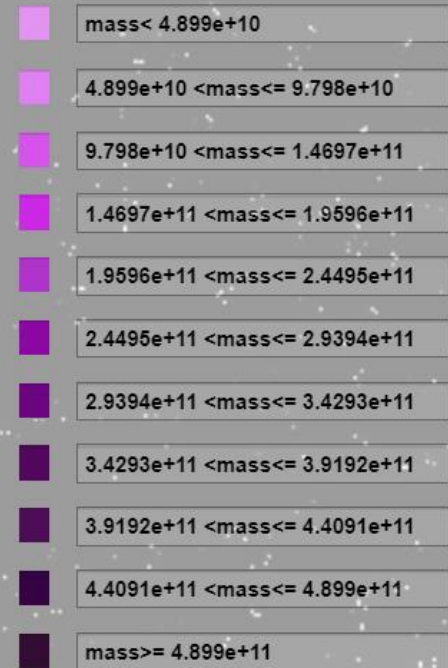 mass< 4.899e+10
4.899e+10 <mass<= 9.798e+10
9.798e+10 <mass<= 1.4697e+11
1.4697e+11 <mass<= 1.9596e+11
1.9596e+11 <mass<= 2.4495e+11
2.4495e+11 <mass<= 2.9394e+11
2.9394e+11 <mass<= 3.4293e+11
3.4293e+11 <mass<= 3.9192e+11
3.9192e+11 <mass<= 4.4091e+11
4.4091e+11 <mass<= 4.899e+11
mass>= 4.899e+11